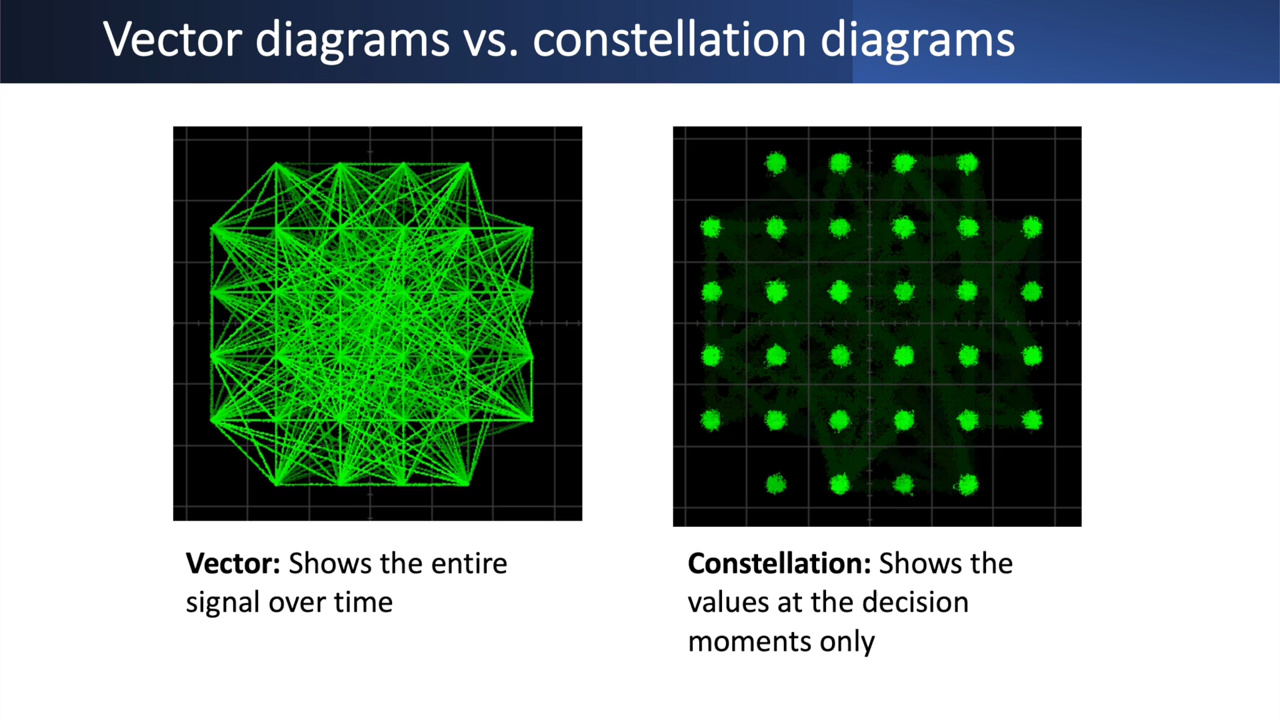 Vector diagrams vs. constellation diagrams
Vector: Shows the entire
signal over time
Constellation: Shows the
values at the decision
moments only